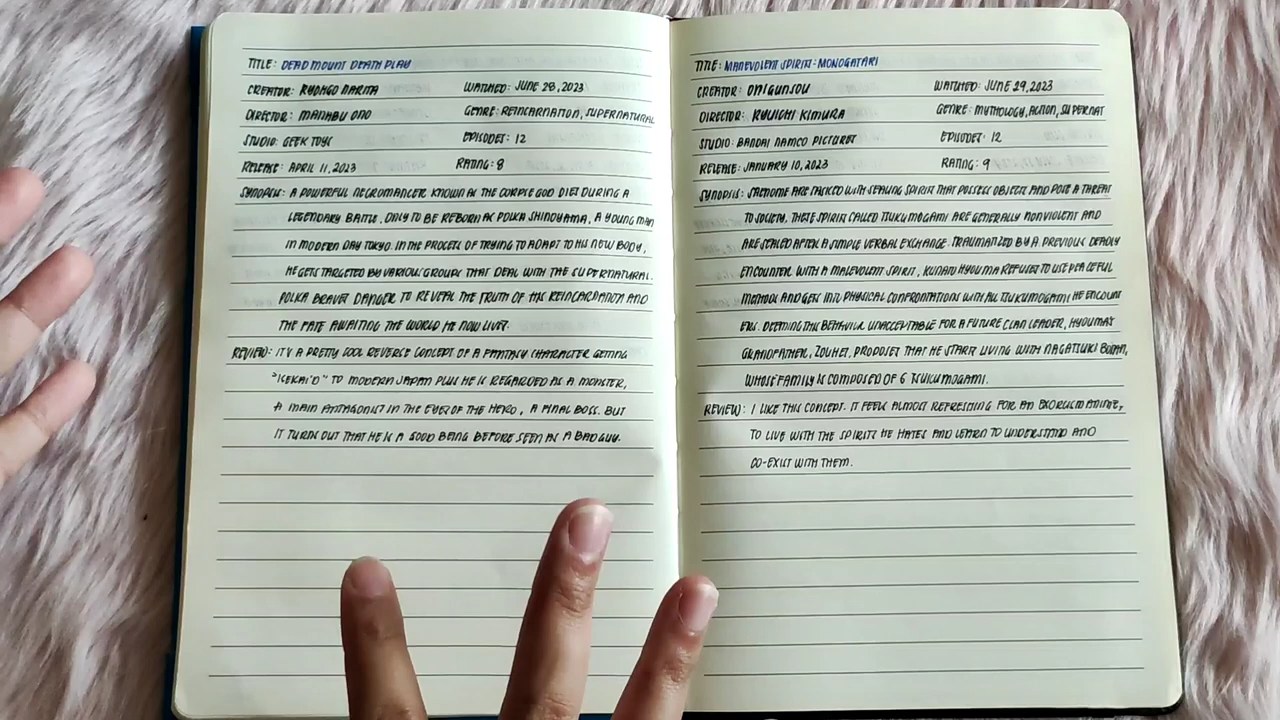 TITLE: DEAD MOUNT DEATH PLAY
CREATOR: RYOHGO NARITA WATCHED: JUNE 28, 2023
DIRECTOR: MANABU ONO GENRE: REINCARNATION, SUPERNATURAL
STUDIO: GEEK TOYS EPISODES: 12
RELEASE: APRIL 11, 2023 RATING: 8
SYNOPSIS: A POWERFUL NECROMANCER KNOWN AS THE CORPSE GOD DIES DURING A
LEGENDARY BATTLE, ONLY TO BE REBORN AS POLKA SHINOYAMA, A YOUNG MAN
IN MODERN DAY TOKYO. IN THE PROCESS OF TRYING TO ADAPT TO HIS NEW BODY,
HE GETS TARGETED BY VARIOUS GROUPS THAT DEAL WITH THE SUPERNATURAL.
POLKA BRAVES DANGER TO REVEAL THE TRUTH OF HIS REINCARNATION AND
THE FATE AWAITING THE WORLD HE NOW LIVES.
REVIEW: IT'S A PRETTY COOL REVERSE CONCEPT OF A FANTASY CHARACTER GETTING
"ISEKAI'D" TO MODERN JAPAN PLUS HE IS REGARDED AS A MONSTER,
A MAIN ANTAGONIST IN THE EYES OF THE HERO, A FINAL BOSS. BUT
IT TURNS OUT THAT HE IS A GOOD BEING BEFORE SEEN AS A BAD GUY.
TITLE: MANEVOLENT SPIRITS: MONOGATARI
CREATOR: ONIGUNSOU WATCHED: JUNE 29, 2023
DIRECTOR: RYUICHI KIMURA GENRE: MYTHOLOGY, ACTION, SUPERNAT
STUDIO: BANDAI NAMCO PICTURES EPISODES: 12
RELEASE: JANUARY 10, 2023 RATING: 9
SYNOPSIS: SAENOME ARE TASKED WITH SEALING SPIRITS THAT POSSESS OBJECTS AND POSE A THREAT
TO SOCIETY. THESE SPIRITS CALLED TSUKUMOGAMI ARE GENERALLY NONVIOLENT AND
ARE SEALED AFTER A SIMPLE VERBAL EXCHANGE. TRAUMATIZED BY A PREVIOUS DEADLY
ENCOUNTER WITH A MALEVOLENT SPIRIT, KUNATO HYOUMA REFUSES TO USE PEACEFUL
METHODS AND GETS INTO PHYSICAL CONFRONTATIONS WITH ALL TSUKUMOGAMI HE ENCOUNT
ERS. DEEMING THIS BEHAVIOR UNACCEPTABLE FOR A FUTURE CLAN LEADER, HYOUMA'S
GRANDFATHER, ZOUHEI, PROPOSES THAT HE START LIVING WITH NAGATSUKI BOTAN,
WHOSE FAMILY IS COMPOSED OF 6 TSUKUMOGAMI.
REVIEW: I LIKE THIS CONCEPT. IT FEELS ALMOST REFRESHING FOR AN EXORCISM ANIME,
TO LIVE WITH THE SPIRITS HE HATES AND LEARN TO UNDERSTAND AND
CO-EXIST WITH THEM.